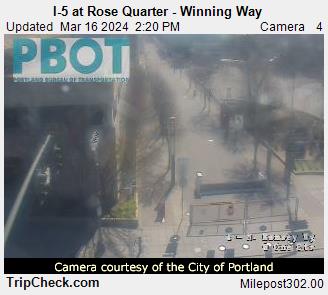 I-5 at Rose Quarter - Winning Way
Updated Mar 16 2024 2:20 PM Camera 4
PBOT
PORTLAND BUREAU OF TRANSPORTATION
Camera courtesy of the City of Portland
TripCheck.com Milepost302.00